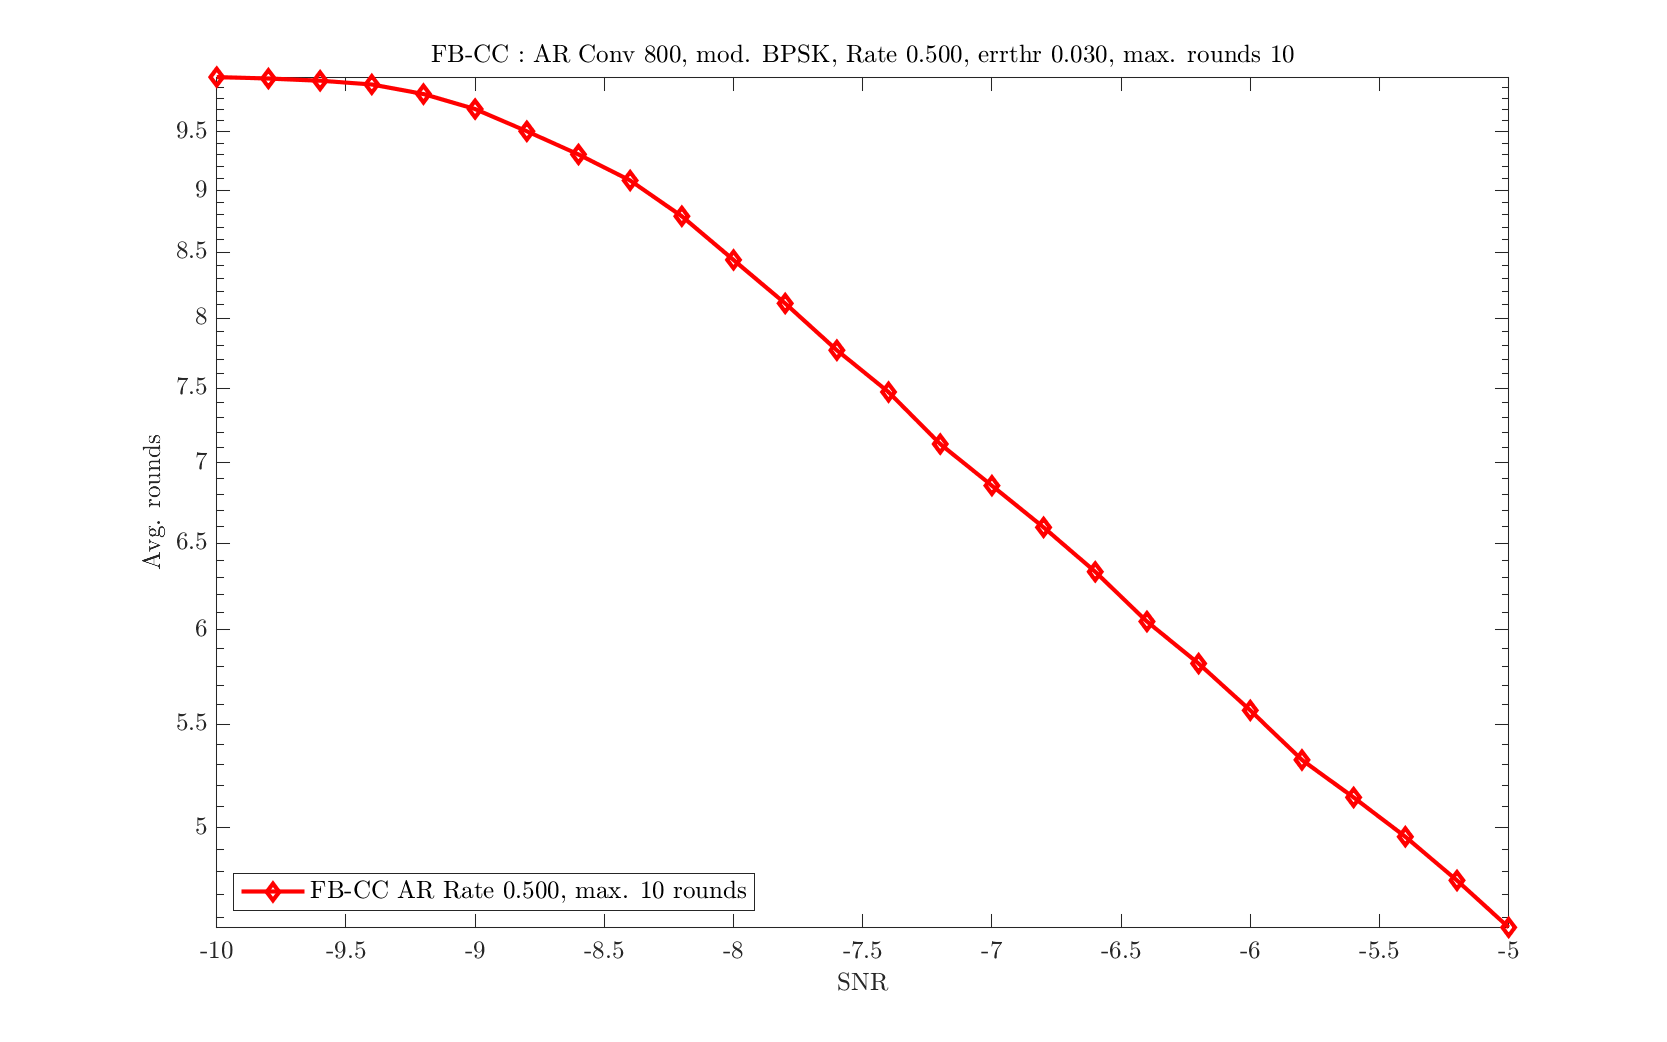 FB-CC : AR Conv 800, mod. BPSK, Rate 0.500, errthr 0.030, max. rounds 10
9.5
9
8.5
8
7.5
7
6.5
6
5.5
5
Avg. rounds
FB-CC AR Rate 0.500, max. 10 rounds
-10 -9.5 -9 -8.5 -8 -7.5 -7 -6.5 -6 -5.5 -5
SNR